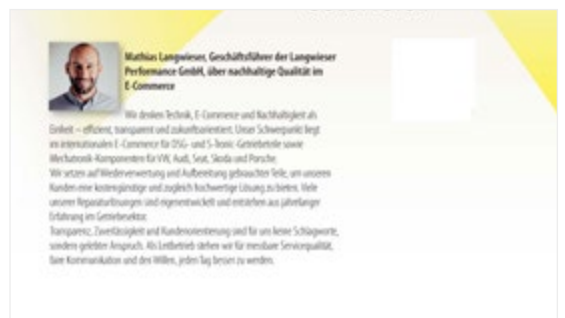 Mathias Langwieser, Geschäftsführer der Langwieser
Performance GmbH, über nachhaltige Qualität im
E-Commerce
Wir denken Technik, E-Commerce und Nachhaltigkeit als
Einheit – effizient, transparent und zukunftsorientiert. Unser Schwerpunkt liegt
im internationalen E-Commerce für DSG- und S-Tronic-Getriebeteile sowie
Mechatronik-Komponenten für VW, Audi, Seat, Skoda und Porsche.
Wir setzen auf Wiederverwertung und Aufbereitung gebrauchter Teile, um unseren
Kunden eine kostengünstige und zugleich hochwertige Lösung zu bieten. Viele
unserer Reparaturlösungen sind eigenentwickelt und entstehen aus jahrelanger
Erfahrung im Getriebesektor.
Transparenz, Zuverlässigkeit und Kundenorientierung sind für uns keine Schlagworte,
sondern gelebter Anspruch. Als Leitbetrieb stehen wir für messbare Servicequalität,
faire Kommunikation und den Willen, jeden Tag besser zu werden.